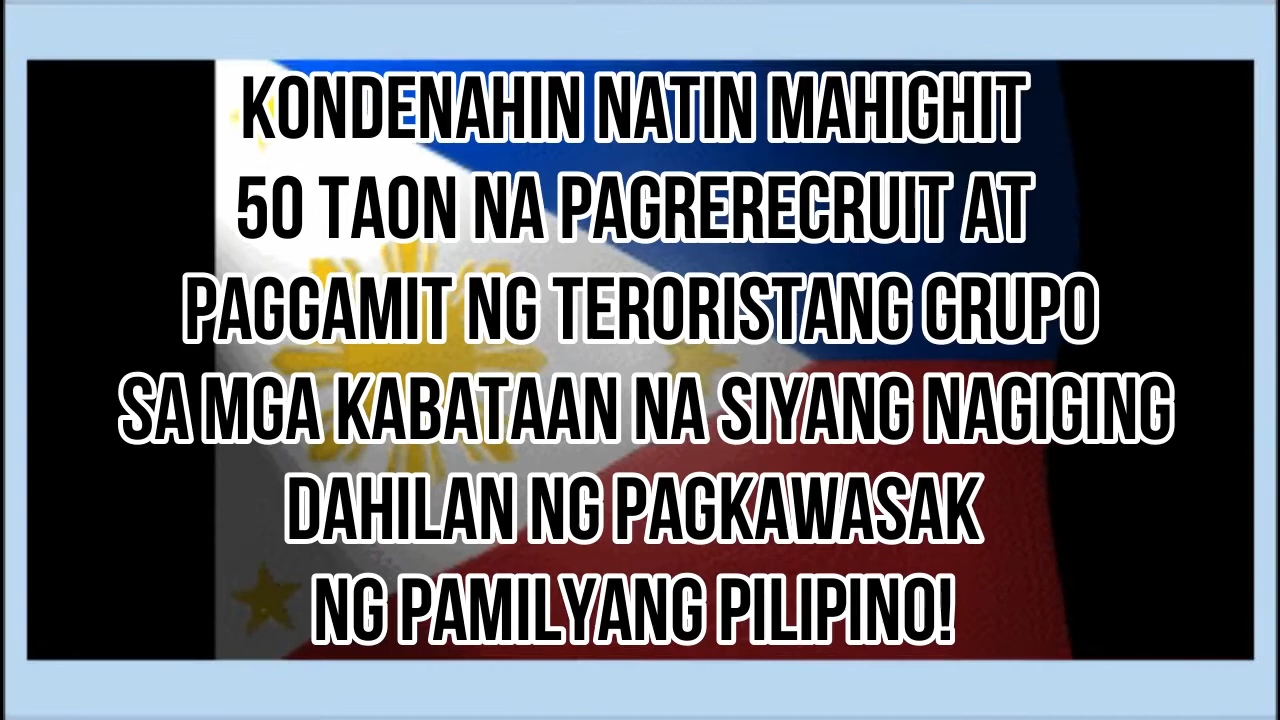 KONDENAHIN NATIN MAHIGHIT
50 TAON NA PAGRERECRUIT AT
PAGGAMIT NG TERORISTANG GRUPO
SA MGA KABATAAN NA SIYANG NAGIGING
DAHILAN NG PAGKAWASAK
NG PAMILYANG PILIPINO!